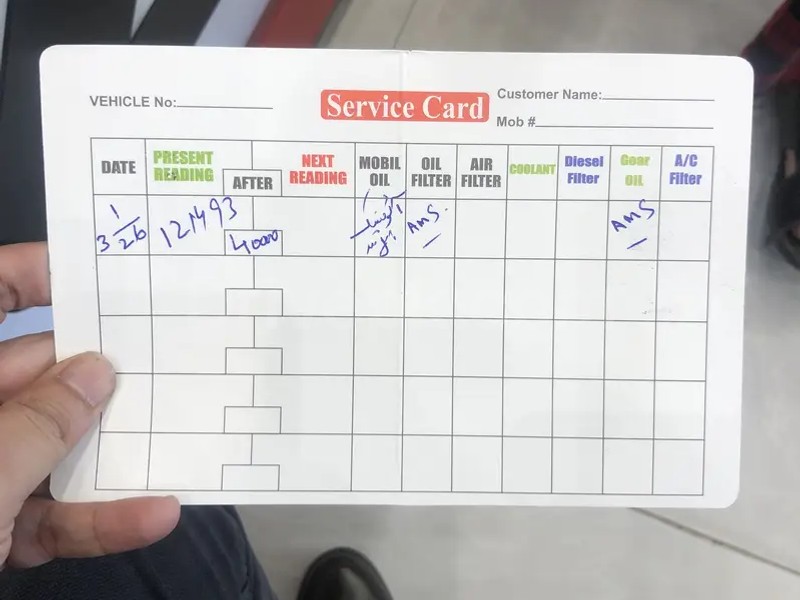 VEHICLE No:
Service Card
Customer Name:
Mob #
DATE
PRESENT READING
AFTER
NEXT READING
MOBIL OIL
OIL FILTER
AIR FILTER
COOLANT
Diesel Filter
Gear OIL
A/C Filter
3 1/26
121493
4000
AMS.
AMS